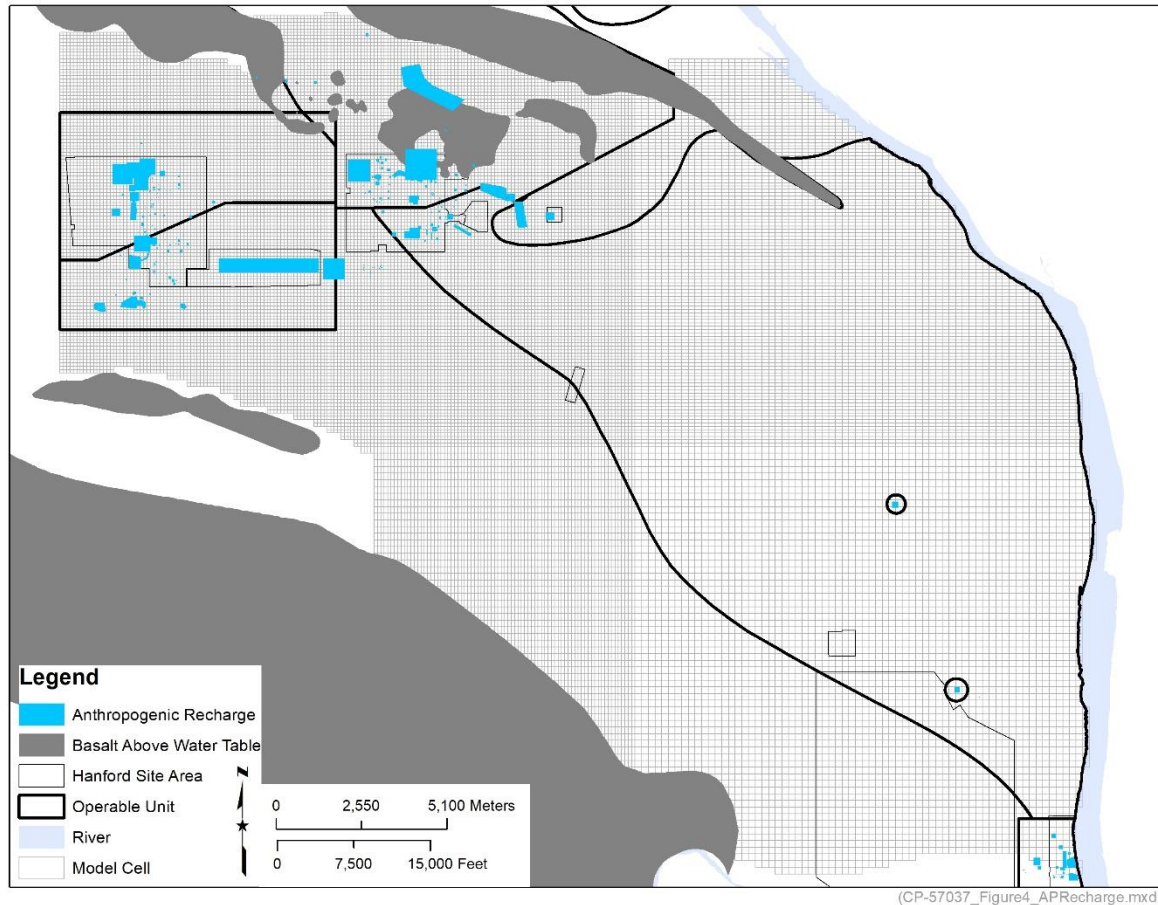 Legend
Anthropogenic Recharge
Basalt Above Water Table
Hanford Site Area
Operable Unit
River
Model Cell
N
0 2,550 5,100 Meters
0 7,500 15,000 Feet
(CP-57037_Figure4_APRecharge.mxd